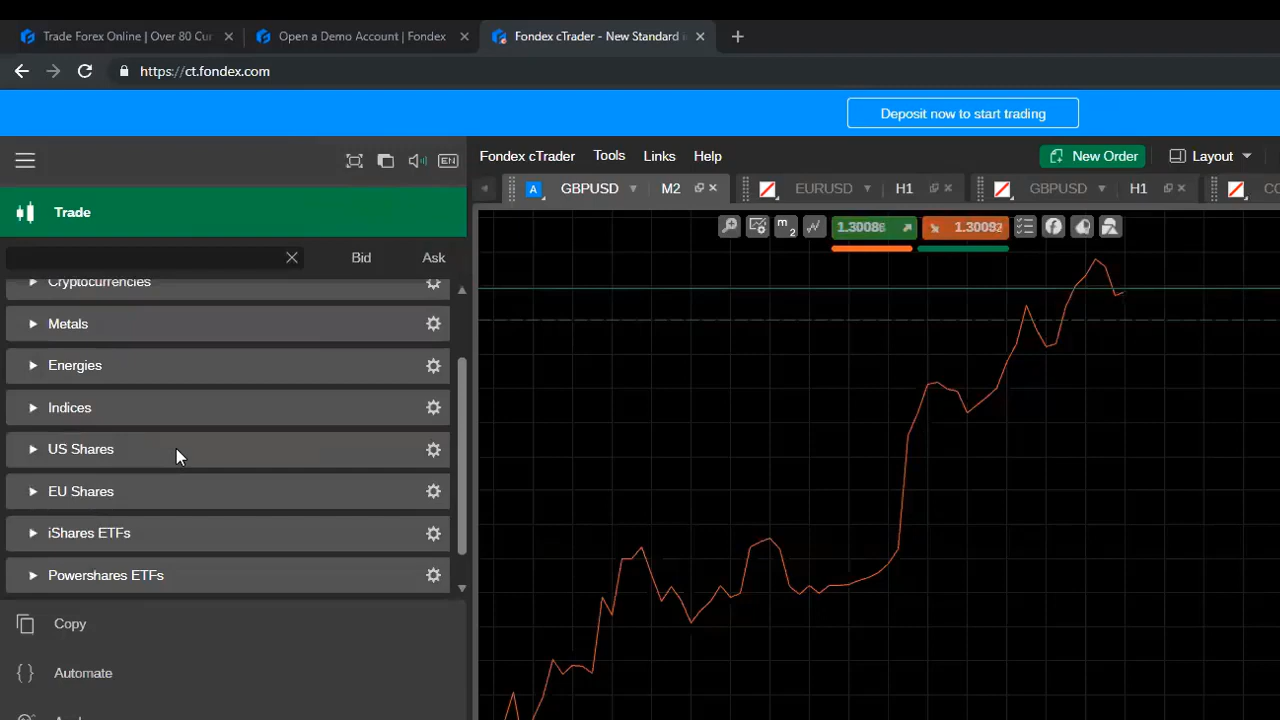 Trade Forex Online | Over 80 Cur
Open a Demo Account | Fondex
Fondex cTrader - New Standard i
https://ct.fondex.com
Deposit now to start trading
EN
Fondex cTrader Tools Links Help
New Order
Layout
A GBPUSD M2
EURUSD H1
GBPUSD H1
Trade
Bid Ask
m2
1.30086
1.30092
Cryptocurrencies
Metals
Energies
Indices
US Shares
EU Shares
iShares ETFs
Powershares ETFs
Copy
Automate